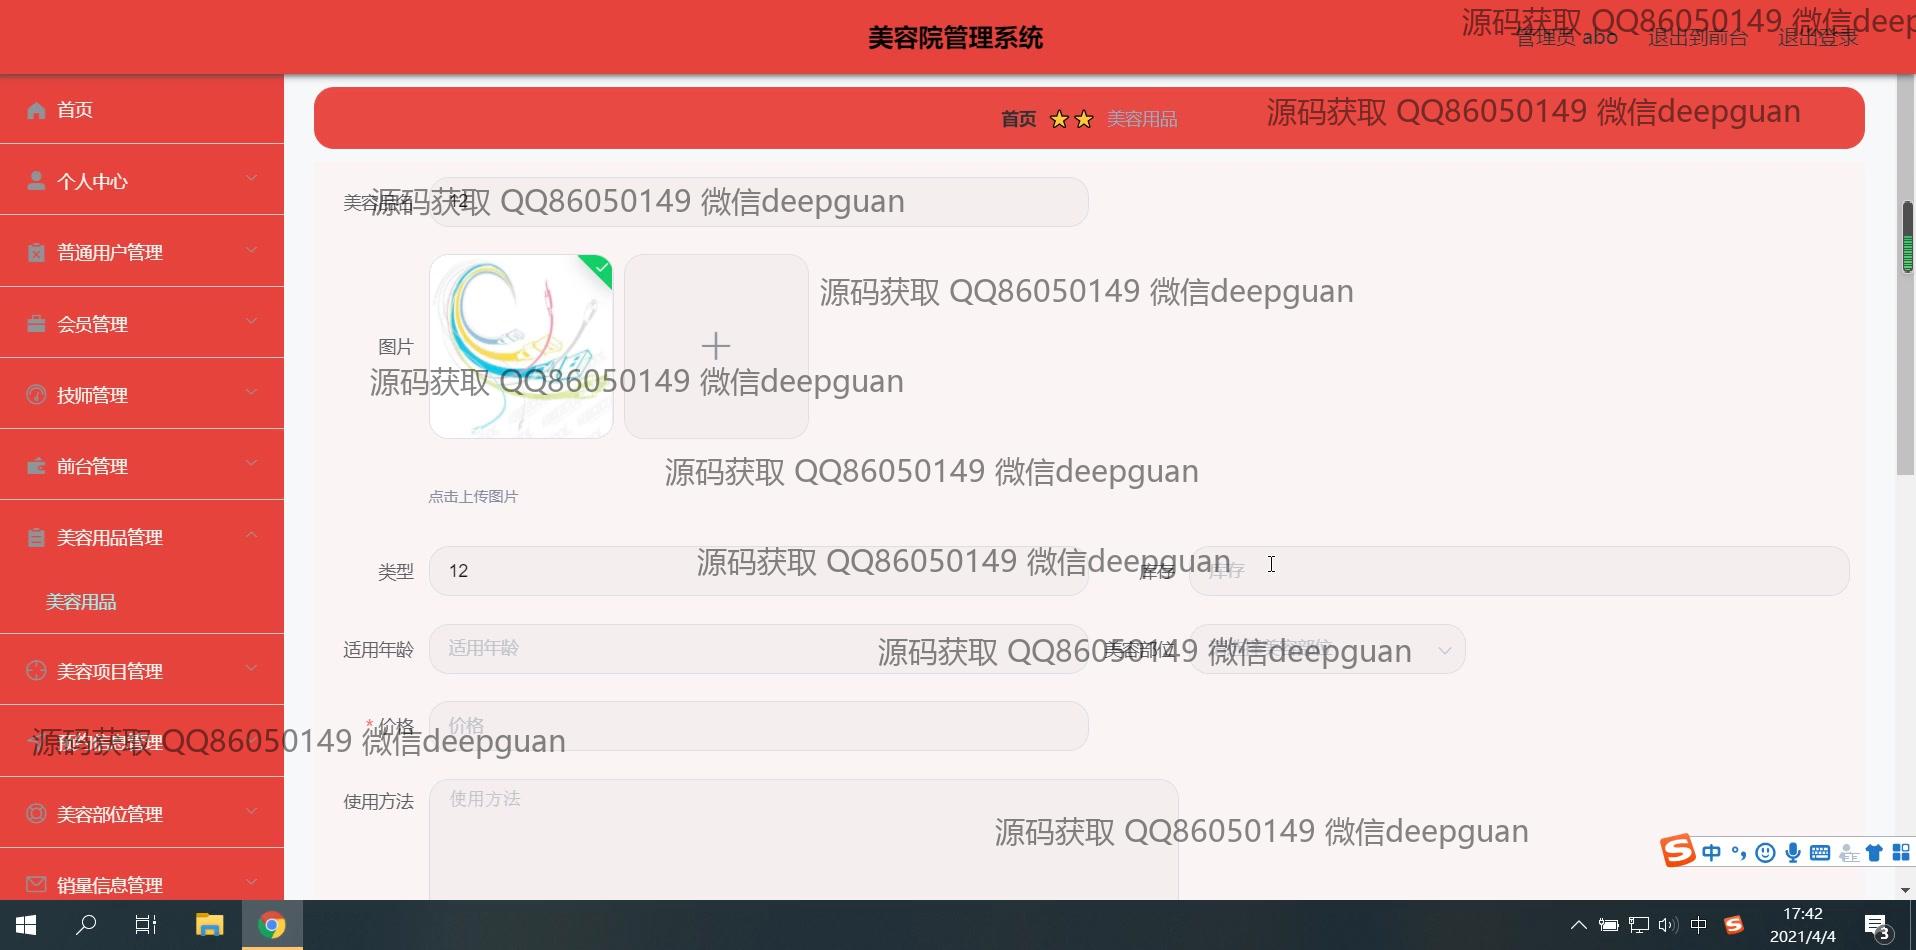 美容院管理系统
源码获取 QQ86050149 微信deep
管理员 abo 退出到前台 退出登录
首页
个人中心
普通用户管理
会员管理
技师管理
前台管理
美容用品管理
美容用品
美容项目管理
预约信息管理
美容部位管理
销量信息管理
首页 美容用品
源码获取 QQ86050149 微信deepguan
12
源码获取 QQ86050149 微信deepguan
源码获取 QQ86050149 微信deepguan
图片
源码获取 QQ86050149 微信deepguan
源码获取 QQ86050149 微信deepguan
点击上传图片
类型 12 库存 库存
源码获取 QQ86050149 微信deepguan
适用年龄 适用年龄 美容部位
源码获取 QQ86050149 微信deepguan
*价格 价格
源码获取 QQ86050149 微信deepguan
使用方法 使用方法
源码获取 QQ86050149 微信deepguan
中
中 17:42
2021/4/4
3